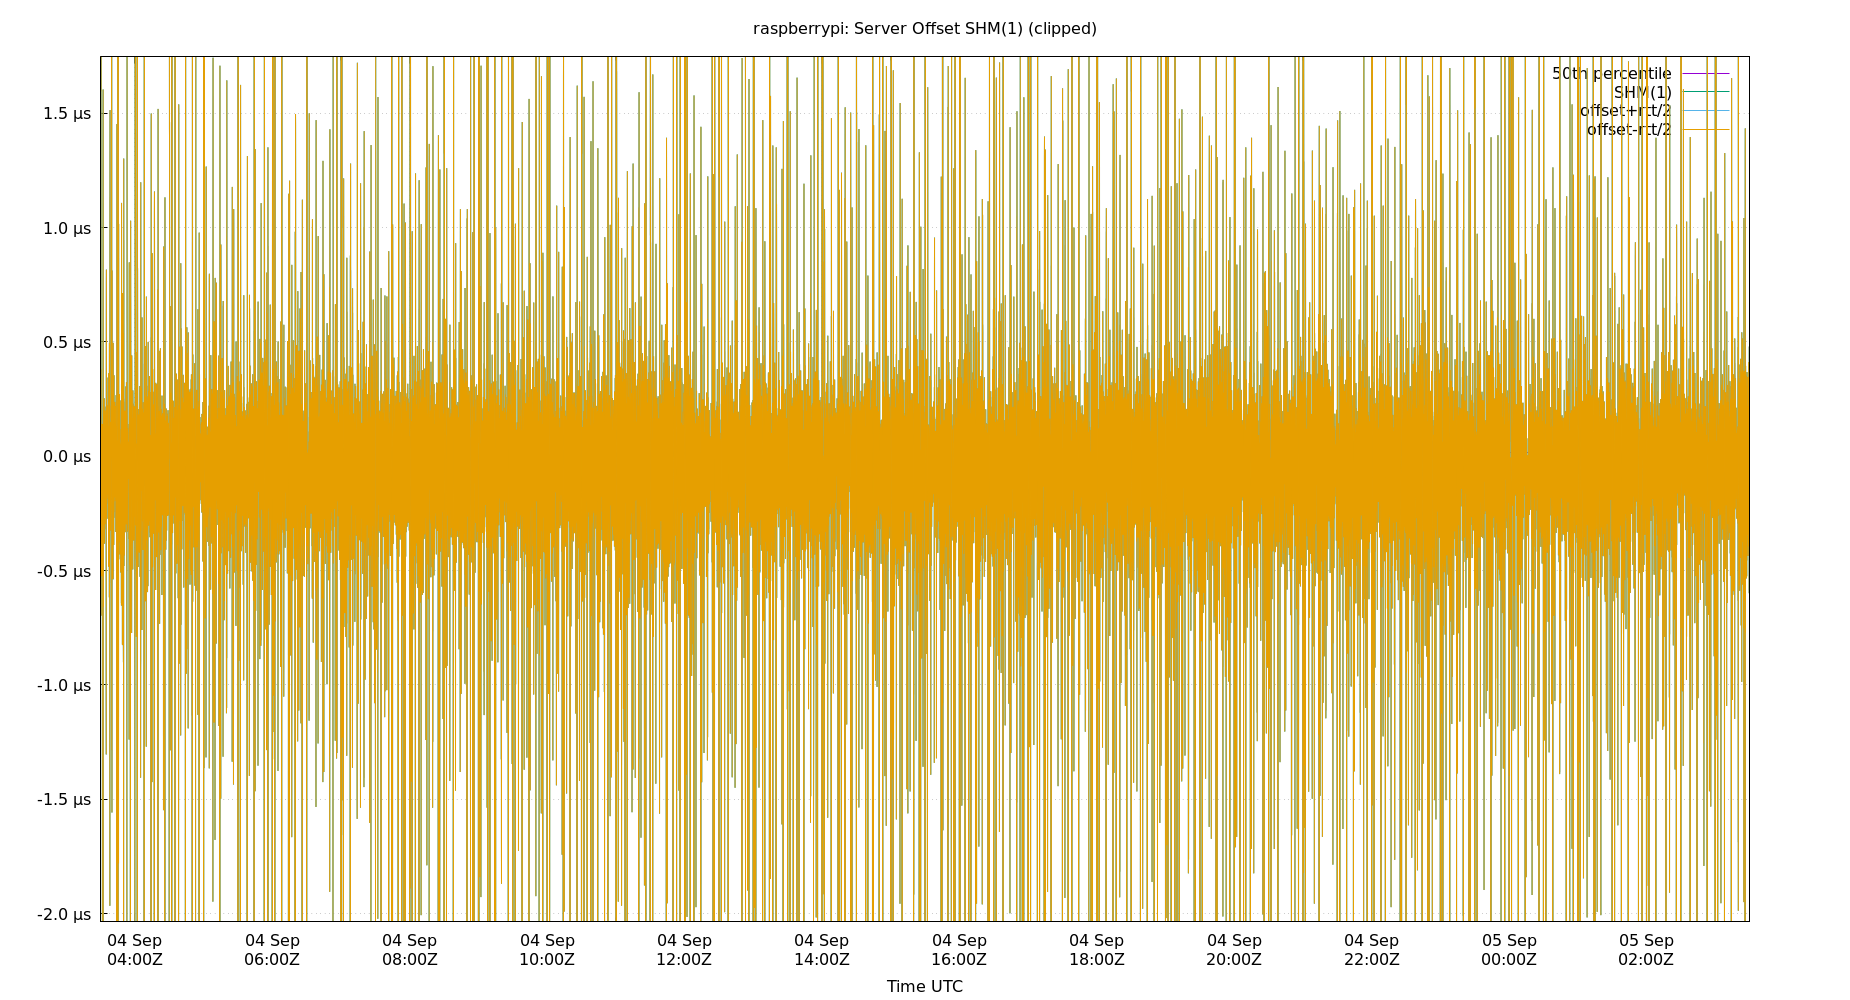 raspberrypi: Server Offset SHM(1) (clipped)
50th percentile
SHM(1)
offset+rtt/2
offset-rtt/2
1.5 µs
1.0 µs
0.5 µs
0.0 µs
-0.5 µs
-1.0 µs
-1.5 µs
-2.0 µs
04 Sep 04 Sep 04 Sep 04 Sep 04 Sep 04 Sep 04 Sep 04 Sep 04 Sep 04 Sep 05 Sep 05 Sep
04:00Z 06:00Z 08:00Z 10:00Z 12:00Z 14:00Z 16:00Z 18:00Z 20:00Z 22:00Z 00:00Z 02:00Z
Time UTC